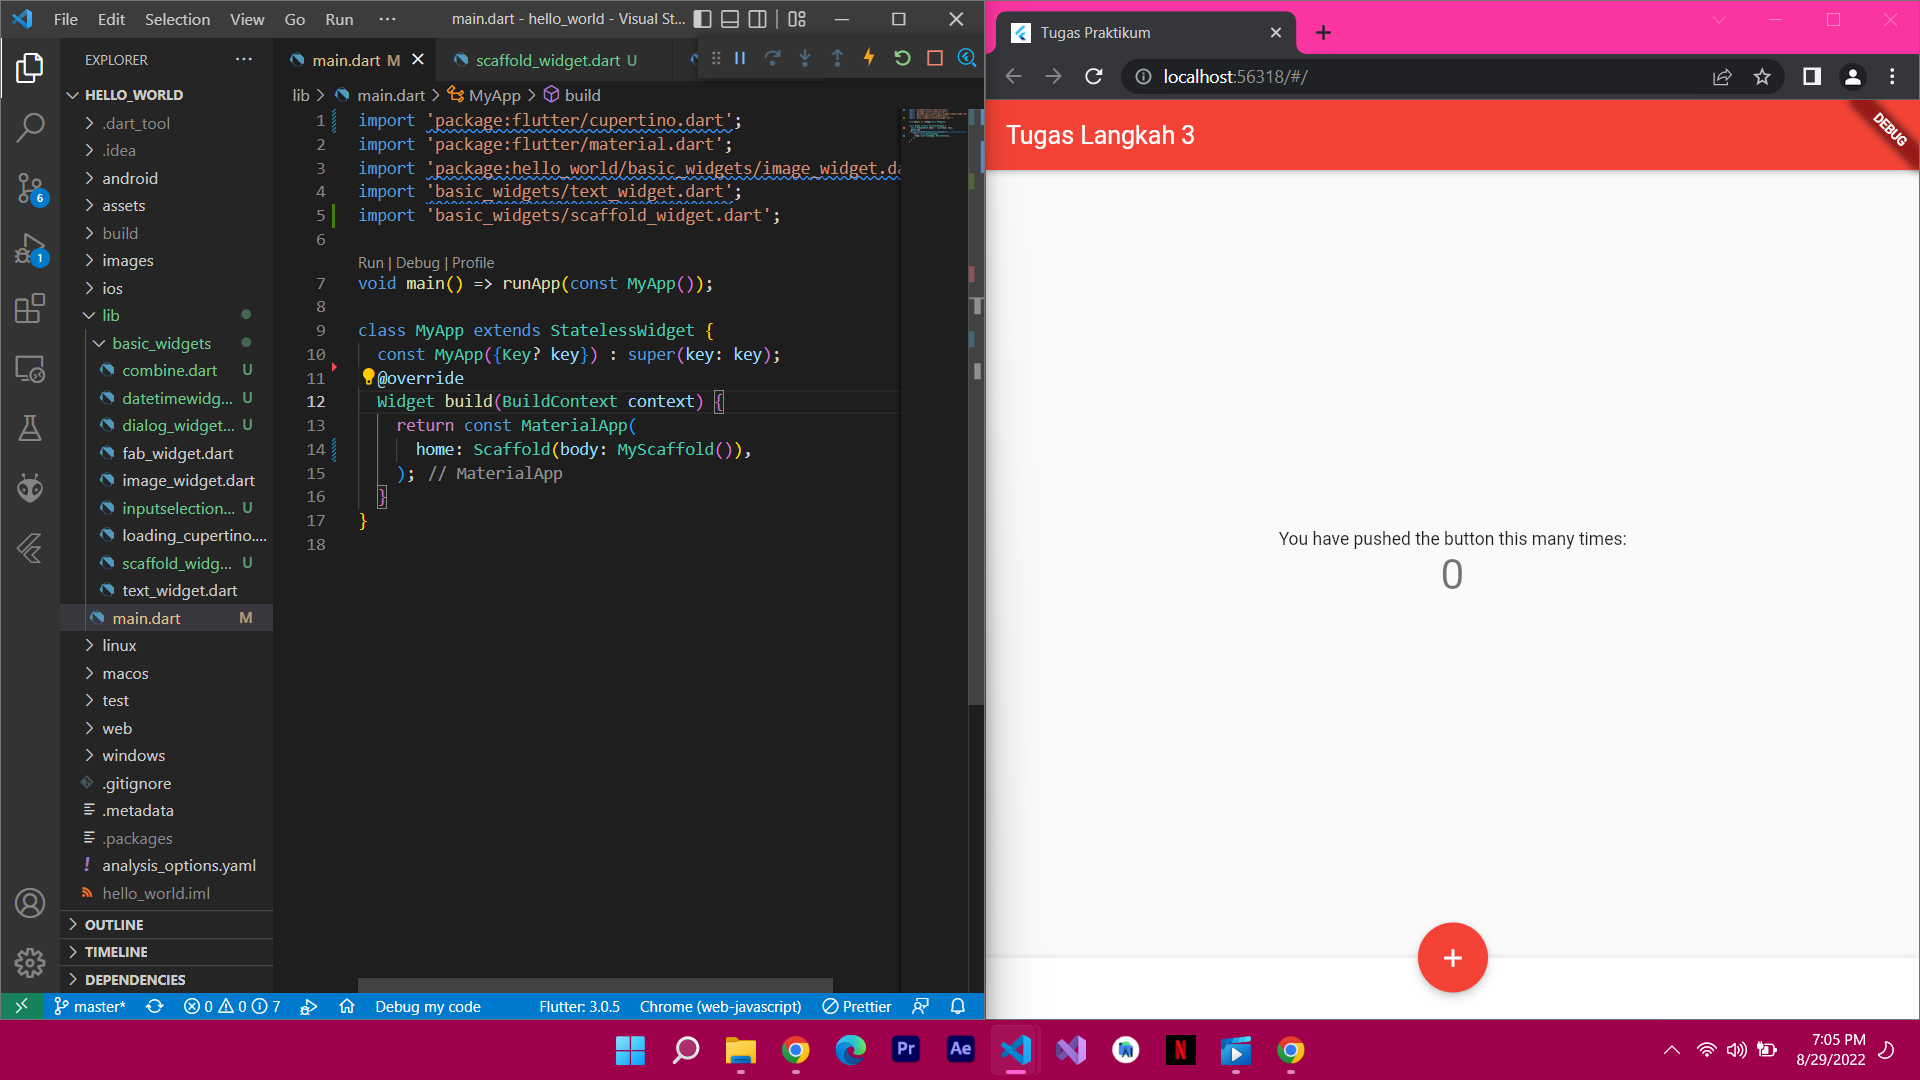 File Edit Selection View Go Run ···
main.dart - hello_world - Visual St...
EXPLORER
HELLO_WORLD
.dart_tool
.idea
android
assets
build
images
ios
lib
basic_widgets
combine.dart U
datetimewidg... U
dialog_widget... U
fab_widget.dart
image_widget.dart
inputselection... U
loading_cupertino....
scaffold_widg... U
text_widget.dart
main.dart M
linux
macos
test
web
windows
.gitignore
.metadata
.packages
! analysis_options.yaml
hello_world.iml
OUTLINE
TIMELINE
DEPENDENCIES
6
1
main.dart M
scaffold_widget.dart U
lib > main.dart > MyApp > build
1 import 'package:flutter/cupertino.dart';
2 import 'package:flutter/material.dart';
3 import 'package:hello_world/basic_widgets/image_widget.da
4 import 'basic_widgets/text_widget.dart';
5 import 'basic_widgets/scaffold_widget.dart';
6
Run | Debug | Profile
7 void main() => runApp(const MyApp());
8
9 class MyApp extends StatelessWidget {
10 const MyApp({Key? key}) : super(key: key);
11 @override
12 Widget build(BuildContext context) {
13 return const MaterialApp(
14 home: Scaffold(body: MyScaffold()),
15 ); // MaterialApp
16 }
17 }
18
master* 0 0 7 Debug my code Flutter: 3.0.5 Chrome (web-javascript) Prettier
Tugas Praktikum
localhost:56318/#/
Tugas Langkah 3
DEBUG
You have pushed the button this many times:
0
+
Pr
Ae
N
7:05 PM
8/29/2022